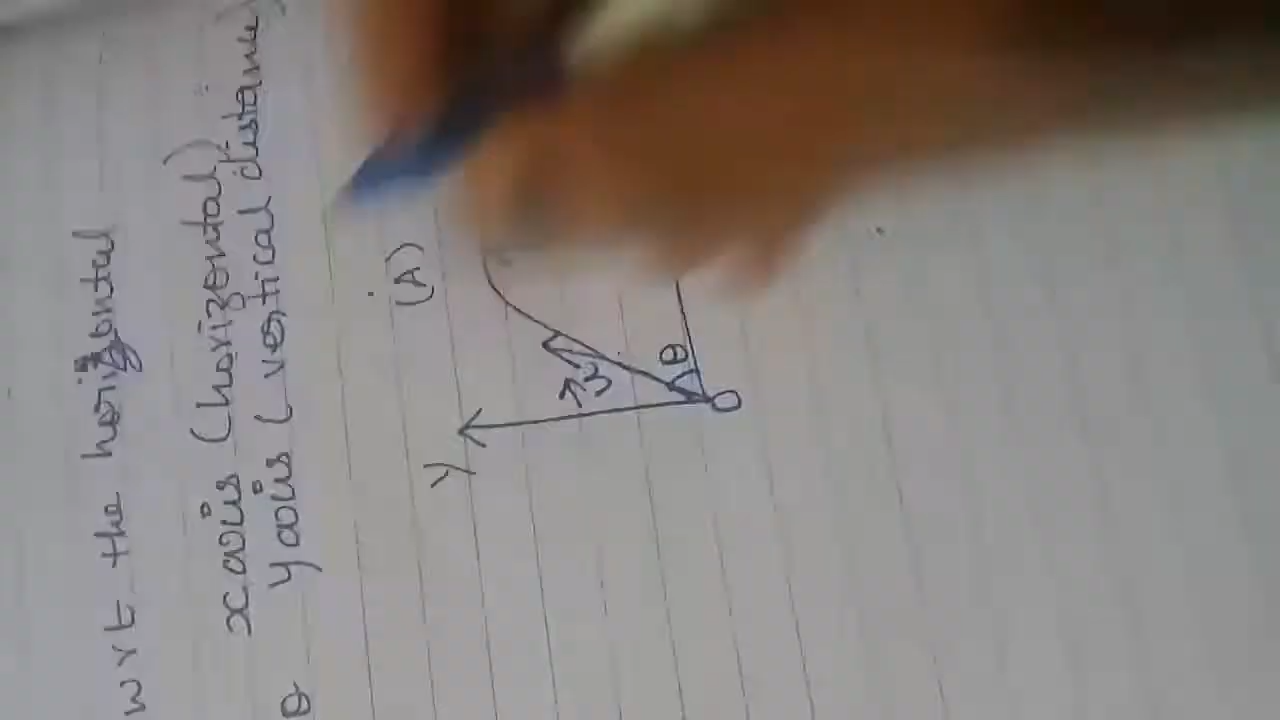 wrt the horizontal
x axis (horizontal)
θ y axis (vertical distance)
(A)
Y
θ
O